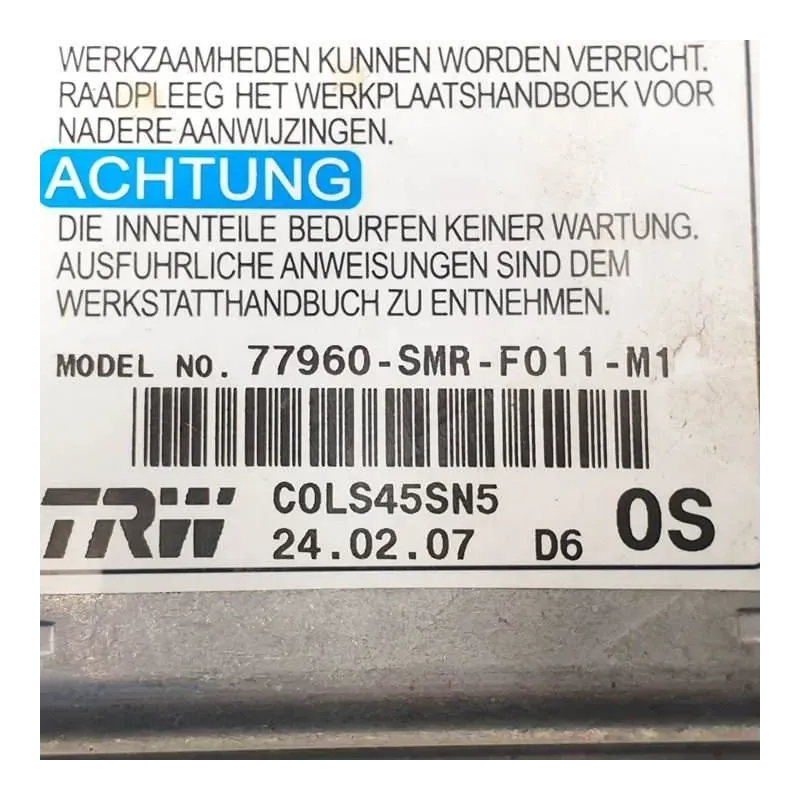 WERKZAAMHEDEN KUNNEN WORDEN VERRICHT.
RAADPLEEG HET WERKPLAATSHANDBOEK VOOR
NADERE AANWIJZINGEN.
ACHTUNG
DIE INNENTEILE BEDURFEN KEINER WARTUNG.
AUSFUHRLICHE ANWEISUNGEN SIND DEM
WERKSTATTHANDBUCH ZU ENTNEHMEN.
MODEL NO. 77960-SMR-F011-M1
TRW C0LS45SN5 0S
24.02.07 D6